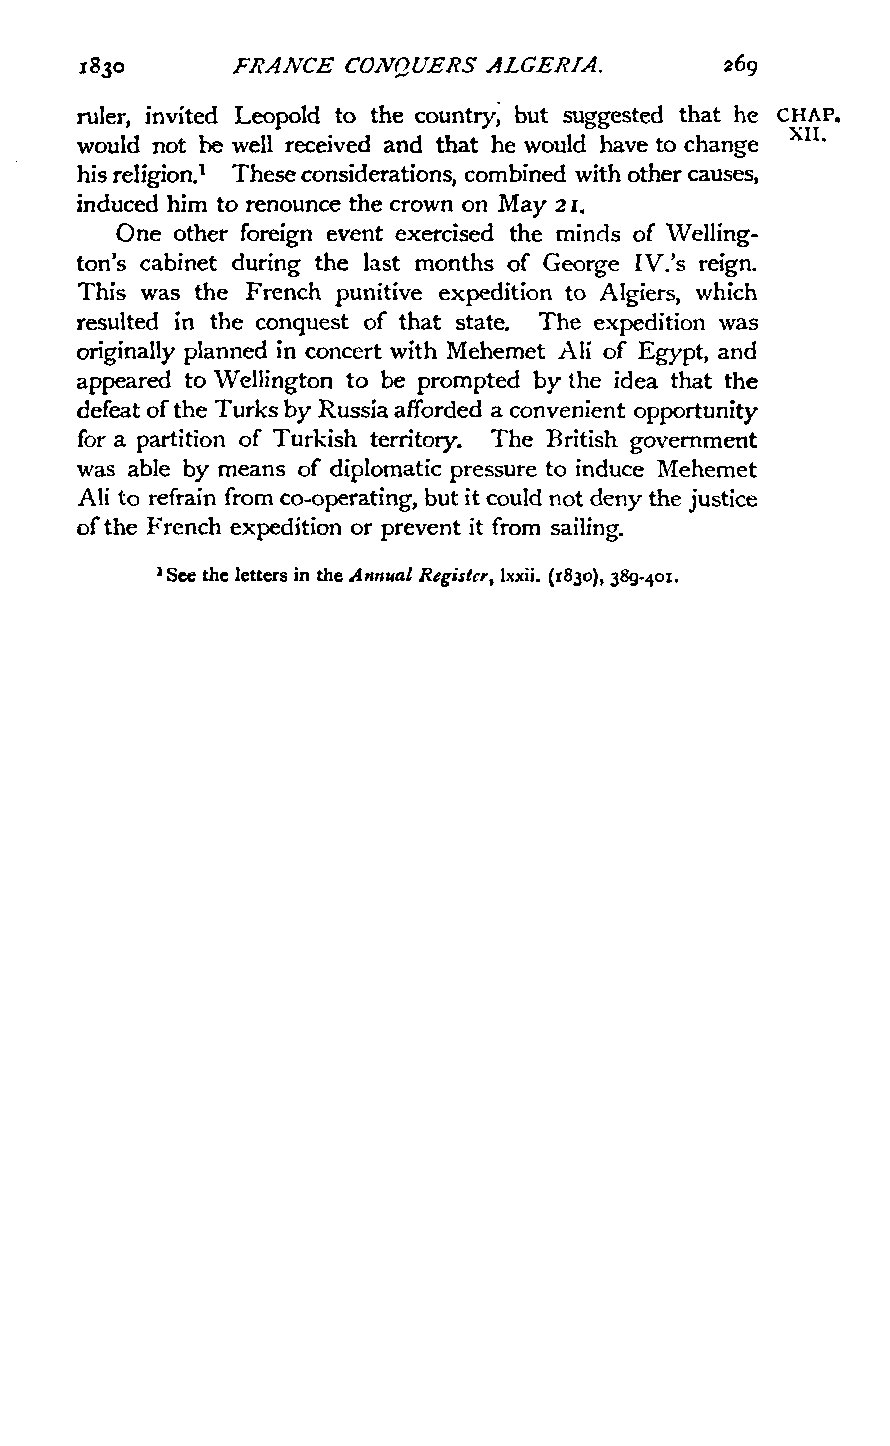 1830 FRANCE CONQUERS ALGERIA. 269
ruler, invited Leopold to the country, but suggested that he CHAP.
would not be well received and that he would have to change XII.
his religion.¹ These considerations, combined with other causes,
induced him to renounce the crown on May 21.
One other foreign event exercised the minds of Welling-
ton's cabinet during the last months of George IV.'s reign.
This was the French punitive expedition to Algiers, which
resulted in the conquest of that state. The expedition was
originally planned in concert with Mehemet Ali of Egypt, and
appeared to Wellington to be prompted by the idea that the
defeat of the Turks by Russia afforded a convenient opportunity
for a partition of Turkish territory. The British government
was able by means of diplomatic pressure to induce Mehemet
Ali to refrain from co-operating, but it could not deny the justice
of the French expedition or prevent it from sailing.
¹ See the letters in the Annual Register, lxxii. (1830), 389-401.